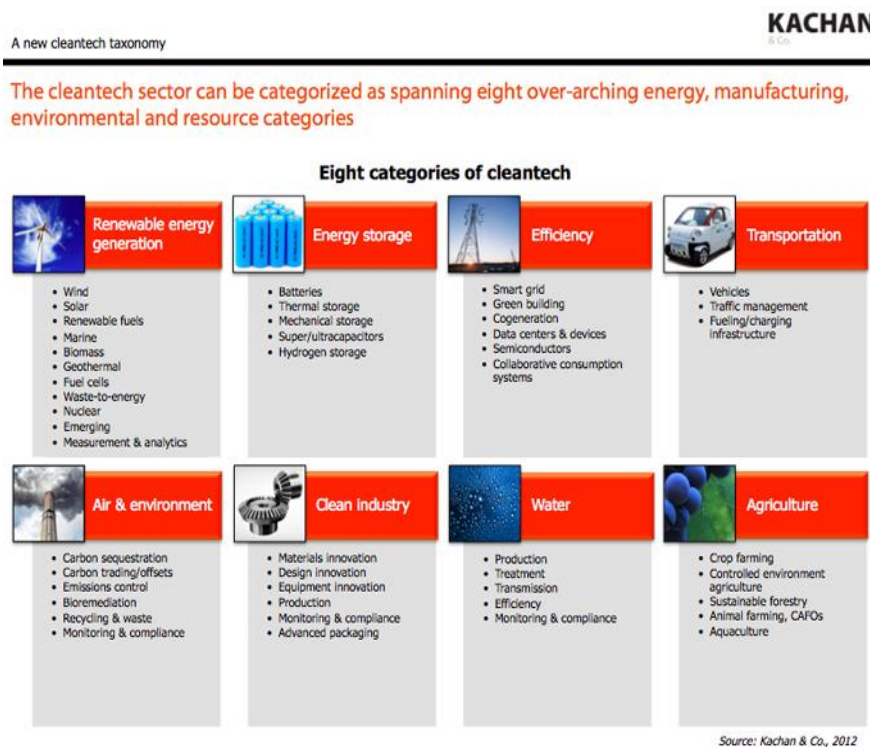 KACHAN
& Co.
A new cleantech taxonomy
The cleantech sector can be categorized as spanning eight over-arching energy, manufacturing,
environmental and resource categories
Eight categories of cleantech
Renewable energy
generation
• Wind
• Solar
• Renewable fuels
• Marine
• Biomass
• Geothermal
• Fuel cells
• Waste-to-energy
• Nuclear
• Emerging
• Measurement & analytics
Energy storage
• Batteries
• Thermal storage
• Mechanical storage
• Super/ultracapacitors
• Hydrogen storage
Efficiency
• Smart grid
• Green building
• Cogeneration
• Data centers & devices
• Semiconductors
• Collaborative consumption
systems
Transportation
• Vehicles
• Traffic management
• Fueling/charging
infrastructure
Air & environment
• Carbon sequestration
• Carbon trading/offsets
• Emissions control
• Bioremediation
• Recycling & waste
• Monitoring & compliance
Clean industry
• Materials innovation
• Design innovation
• Equipment innovation
• Production
• Monitoring & compliance
• Advanced packaging
Water
• Production
• Treatment
• Transmission
• Efficiency
• Monitoring & compliance
Agriculture
• Crop farming
• Controlled environment
agriculture
• Sustainable forestry
• Animal farming, CAFOs
• Aquaculture
Source: Kachan & Co., 2012